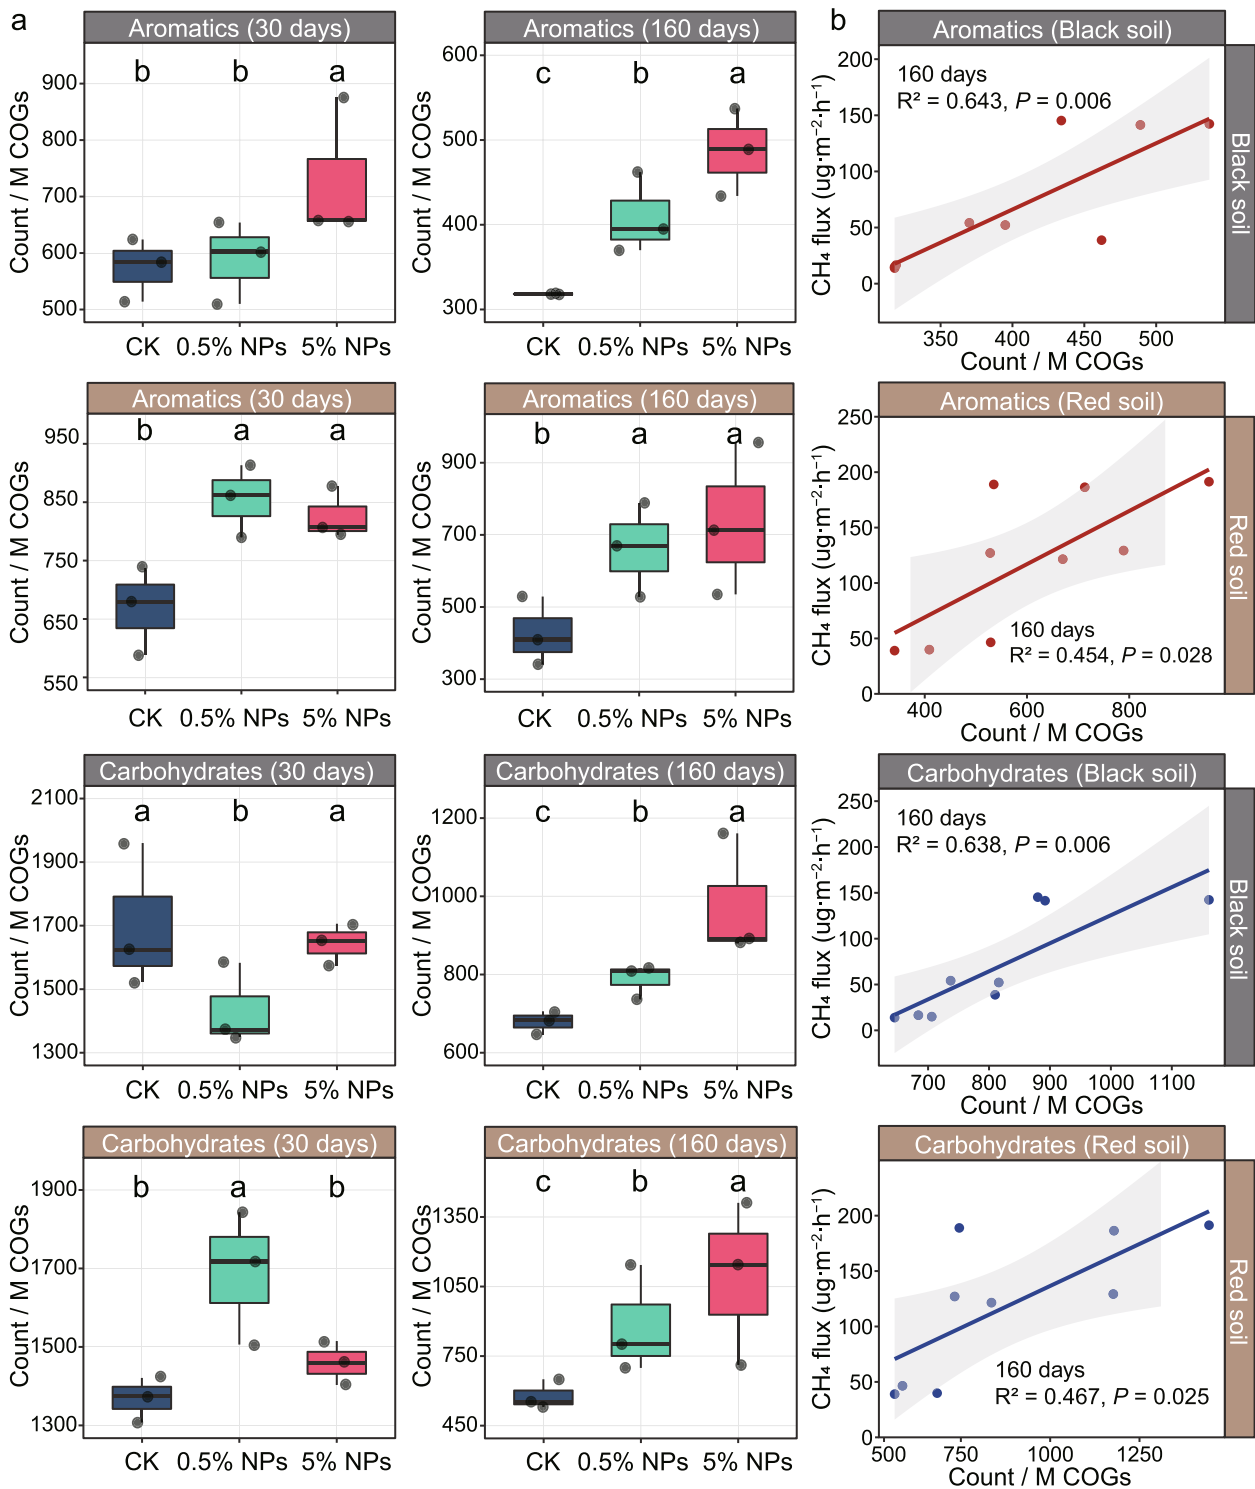 a
b
Aromatics (30 days)
Count / M COGs
900
800
700
600
500
b b a
CK 0.5% NPs 5% NPs
Aromatics (160 days)
Count / M COGs
600
500
400
300
c b a
CK 0.5% NPs 5% NPs
Aromatics (Black soil)
Black soil
CH₄ flux (ug·m⁻²·h⁻¹)
200
150
100
50
0
160 days
R² = 0.643, P = 0.006
350 400 450 500
Count / M COGs
Aromatics (30 days)
Count / M COGs
950
850
750
650
550
b a a
CK 0.5% NPs 5% NPs
Aromatics (160 days)
Count / M COGs
900
700
500
300
b a a
CK 0.5% NPs 5% NPs
Aromatics (Red soil)
Red soil
CH₄ flux (ug·m⁻²·h⁻¹)
250
200
150
100
50
0
160 days
R² = 0.454, P = 0.028
400 600 800
Count / M COGs
Carbohydrates (30 days)
Count / M COGs
2100
1900
1700
1500
1300
a b a
CK 0.5% NPs 5% NPs
Carbohydrates (160 days)
Count / M COGs
1200
1000
800
600
c b a
CK 0.5% NPs 5% NPs
Carbohydrates (Black soil)
Black soil
CH₄ flux (ug·m⁻²·h⁻¹)
250
200
150
100
50
0
160 days
R² = 0.638, P = 0.006
700 800 900 1000 1100
Count / M COGs
Carbohydrates (30 days)
Count / M COGs
1900
1700
1500
1300
b a b
CK 0.5% NPs 5% NPs
Carbohydrates (160 days)
Count / M COGs
1350
1050
750
450
c b a
CK 0.5% NPs 5% NPs
Carbohydrates (Red soil)
Red soil
CH₄ flux (ug·m⁻²·h⁻¹)
200
150
100
50
0
160 days
R² = 0.467, P = 0.025
500 750 1000 1250
Count / M COGs